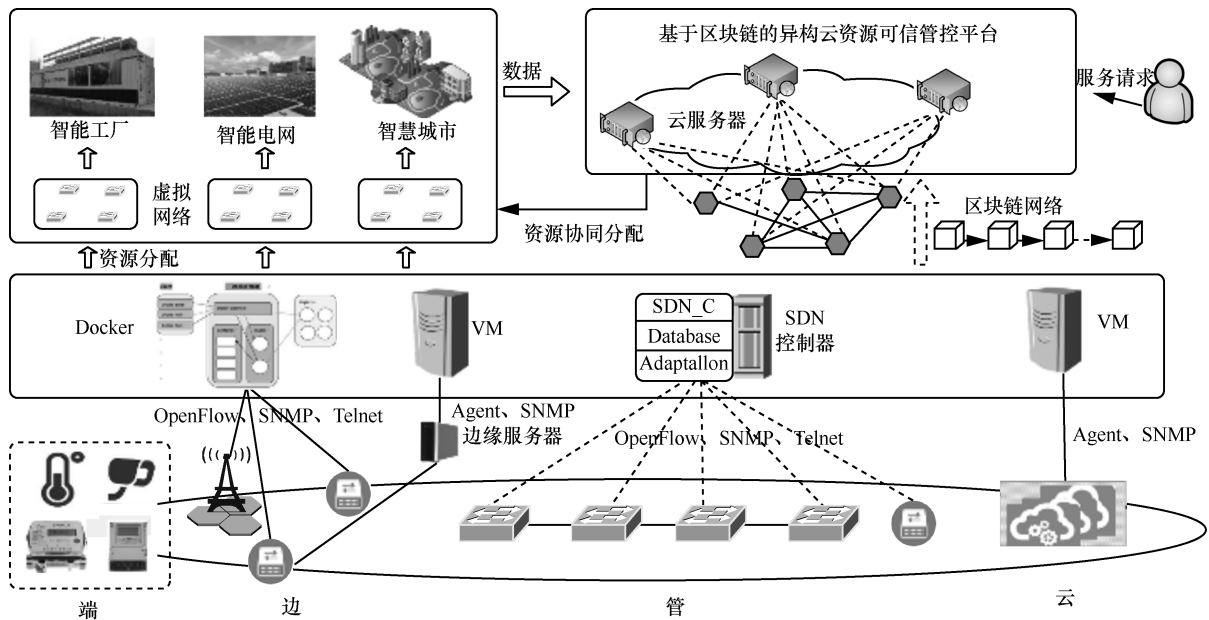 基于区块链的异构云资源可信管控平台
数据
服务请求
云服务器
智能工厂
智能电网
智慧城市
虚拟
网络
区块链网络
资源协同分配
资源分配
Docker
VM
SDN_C
Database
Adaptallon
SDN
控制器
VM
OpenFlow、SNMP、Telnet
Agent、SNMP
边缘服务器
OpenFlow、SNMP、Telnet
Agent、SNMP
端
边
管
云